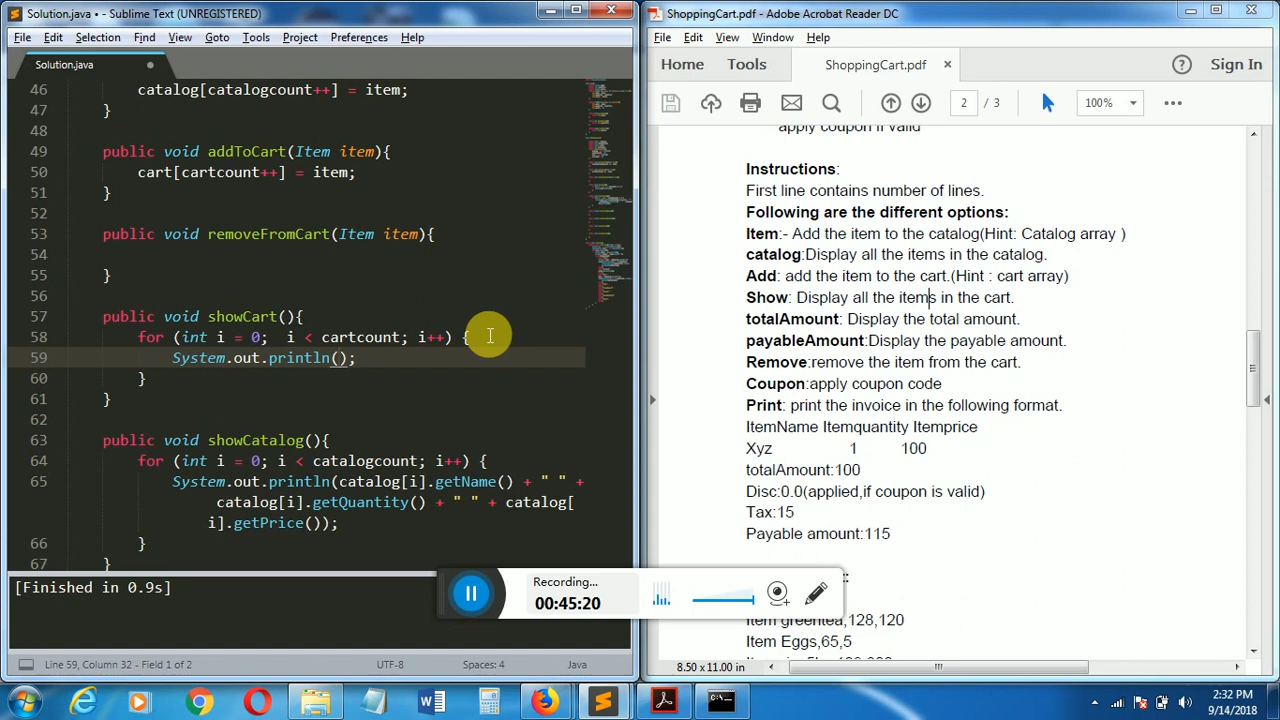 Solution.java • - Sublime Text (UNREGISTERED)
File Edit Selection Find View Goto Tools Project Preferences Help
Solution.java
46 catalog[catalogcount++] = item;
47 }
48
49 public void addToCart(Item item){
50 cart[cartcount++] = item;
51 }
52
53 public void removeFromCart(Item item){
54
55 }
56
57 public void showCart(){
58 for (int i = 0; i < cartcount; i++) {
59 System.out.println();
60 }
61 }
62
63 public void showCatalog(){
64 for (int i = 0; i < catalogcount; i++) {
65 System.out.println(catalog[i].getName() + " " +
catalog[i].getQuantity() + " " + catalog[
i].getPrice());
66 }
67 }
[Finished in 0.9s]
Line 59, Column 32 - Field 1 of 2 UTF-8 Spaces: 4 Java
ShoppingCart.pdf - Adobe Acrobat Reader DC
File Edit View Window Help
Home Tools ShoppingCart.pdf × ? Sign In
2 / 3 100%
apply coupon if valid
Instructions:
First line contains number of lines.
Following are the different options:
Item:- Add the item to the catalog(Hint: Catalog array )
catalog:Display all the items in the catalog.
Add: add the item to the cart.(Hint : cart array)
Show: Display all the items in the cart.
totalAmount: Display the total amount.
payableAmount:Display the payable amount.
Remove:remove the item from the cart.
Coupon:apply coupon code
Print: print the invoice in the following format.
ItemName Itemquantity Itemprice
Xyz 1 100
totalAmount:100
Disc:0.0(applied,if coupon is valid)
Tax:15
Payable amount:115
Item greentea,128,120
Item Eggs,65,5
8.50 x 11.00 in
Recording...
00:45:20
2:32 PM
9/14/2018